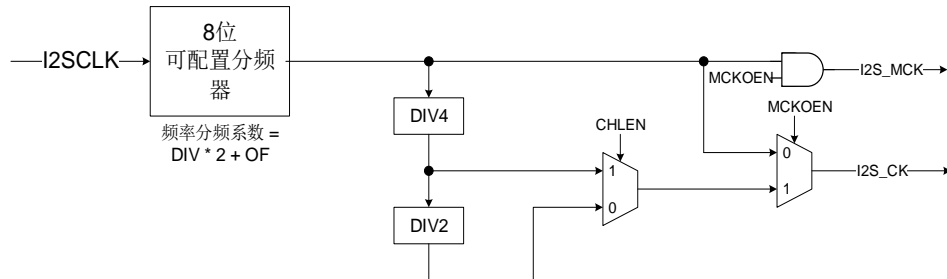 I2SCLK
8位
可配置分频
器
频率分频系数 =
DIV * 2 + OF
DIV4
DIV2
CHLEN
1
0
MCKOEN
I2S_MCK
MCKOEN
0
1
I2S_CK